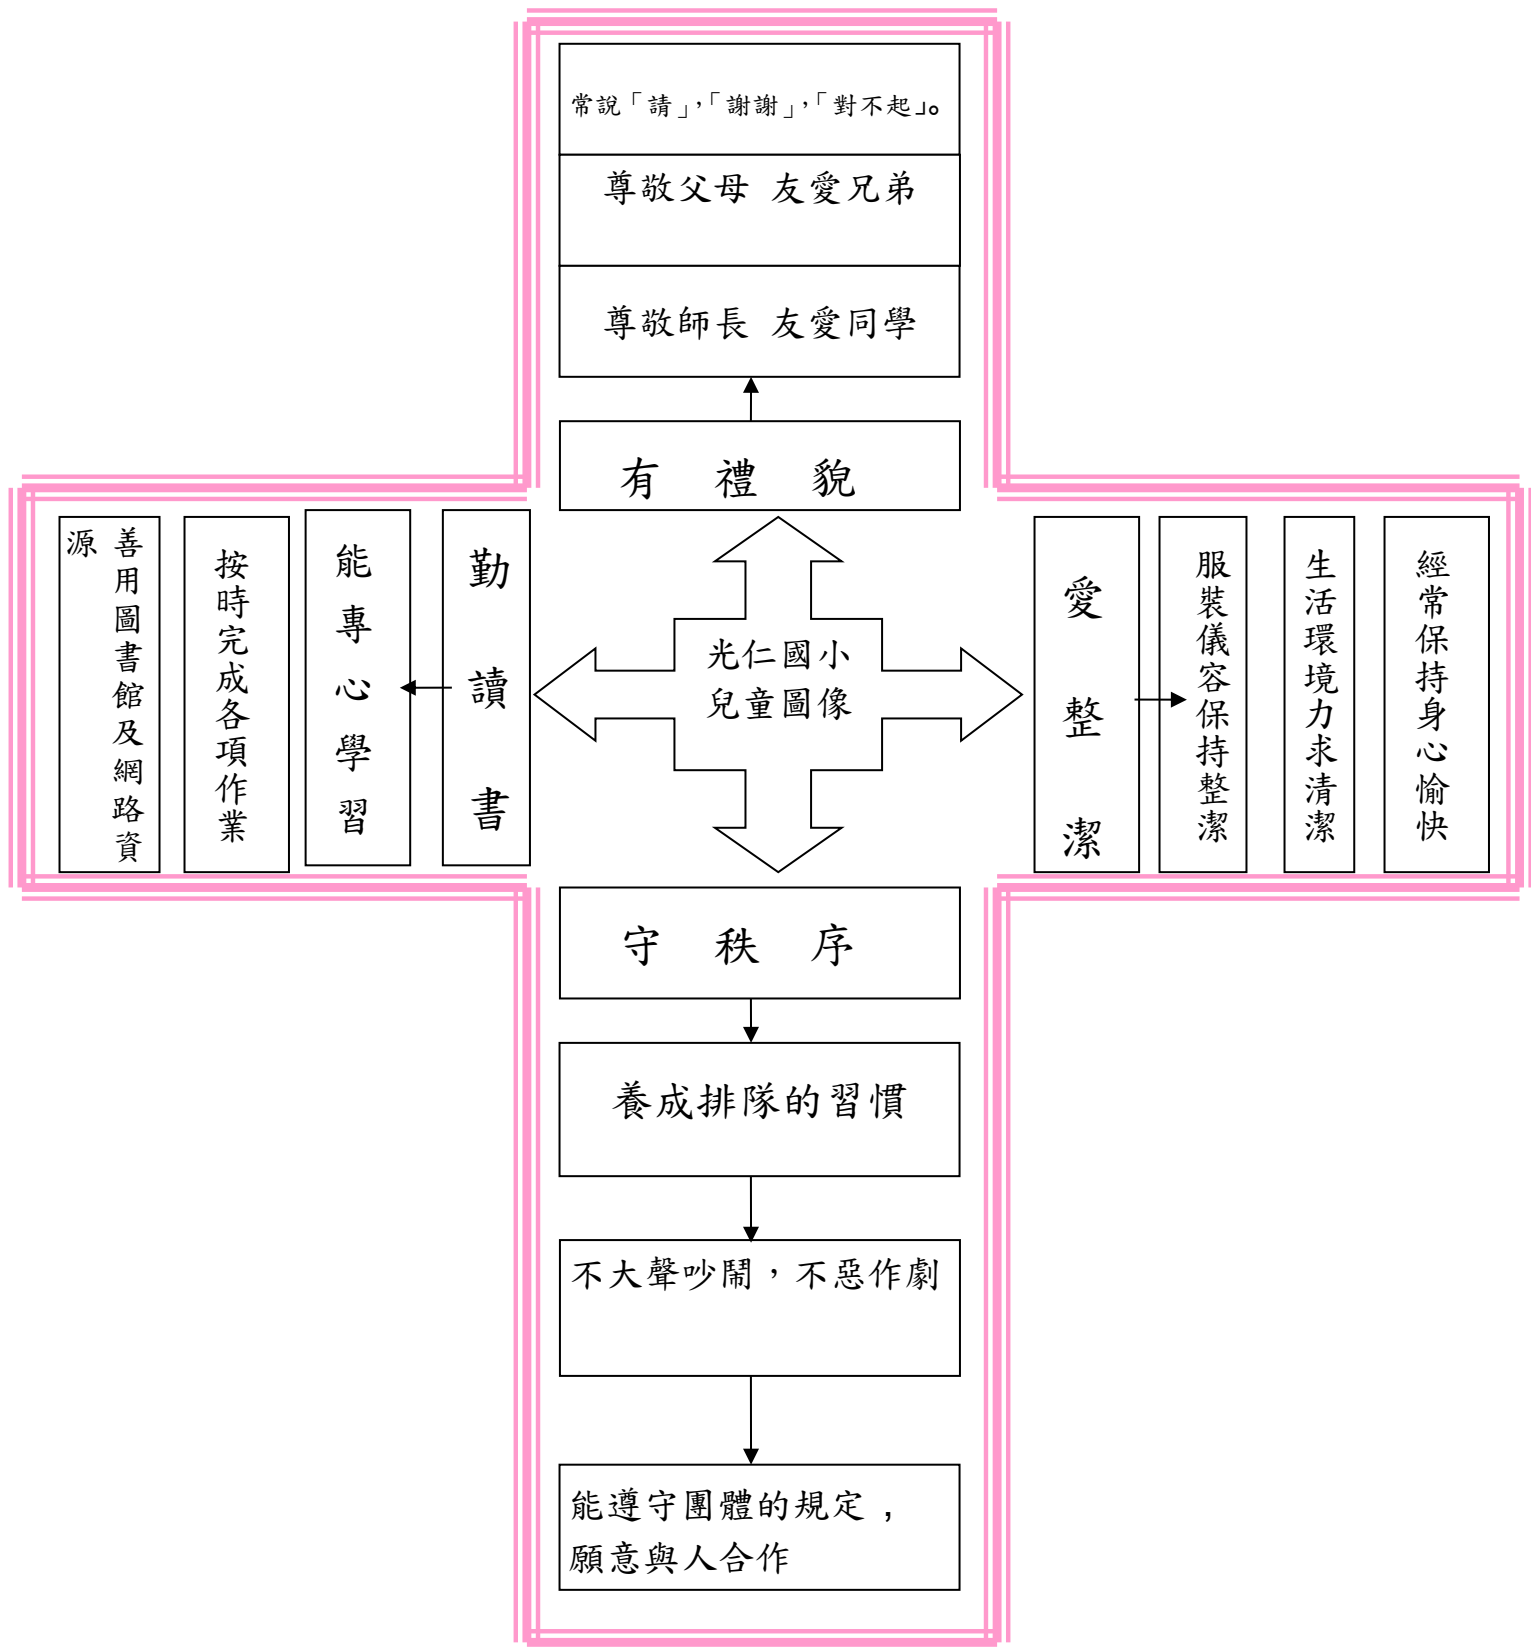 常說「請」,「謝謝」,「對不起」。
尊敬父母 友愛兄弟
尊敬師長 友愛同學
有 禮 貌
善用圖書館及網路資
源
按時完成各項作業
能專心學習
勤讀書
光仁國小
兒童圖像
愛整潔
服裝儀容保持整潔
生活環境力求清潔
經常保持身心愉快
守 秩 序
養成排隊的習慣
不大聲吵鬧，不惡作劇
能遵守團體的規定，
願意與人合作